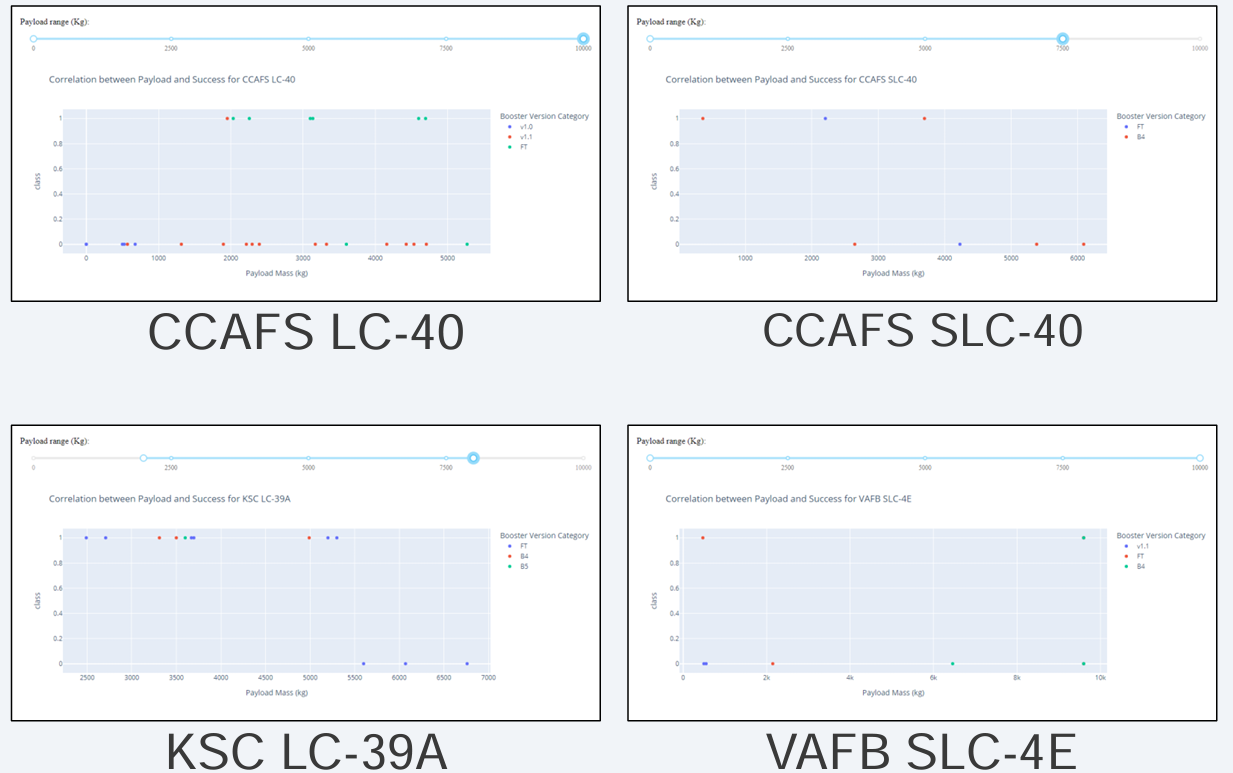 Payload range (Kg):
0 2500 5000 7500 10000
Correlation between Payload and Success for CCAFS LC-40
Booster Version Category
v1.0
v1.1
FT
class
1
0.8
0.6
0.4
0.2
0
0 1000 2000 3000 4000 5000
Payload Mass (kg)
CCAFS LC-40
Payload range (Kg):
0 2500 5000 7500 10000
Correlation between Payload and Success for CCAFS SLC-40
Booster Version Category
FT
B4
class
1
0.8
0.6
0.4
0.2
0
1000 2000 3000 4000 5000 6000
Payload Mass (kg)
CCAFS SLC-40
Payload range (Kg):
0 2500 5000 7500 10000
Correlation between Payload and Success for KSC LC-39A
Booster Version Category
FT
B4
B5
class
1
0.8
0.6
0.4
0.2
0
2500 3000 3500 4000 4500 5000 5500 6000 6500 7000
Payload Mass (kg)
KSC LC-39A
Payload range (Kg):
0 2500 5000 7500 10000
Correlation between Payload and Success for VAFB SLC-4E
Booster Version Category
v1.1
FT
B4
class
1
0.8
0.6
0.4
0.2
0
0 2k 4k 6k 8k 10k
Payload Mass (kg)
VAFB SLC-4E